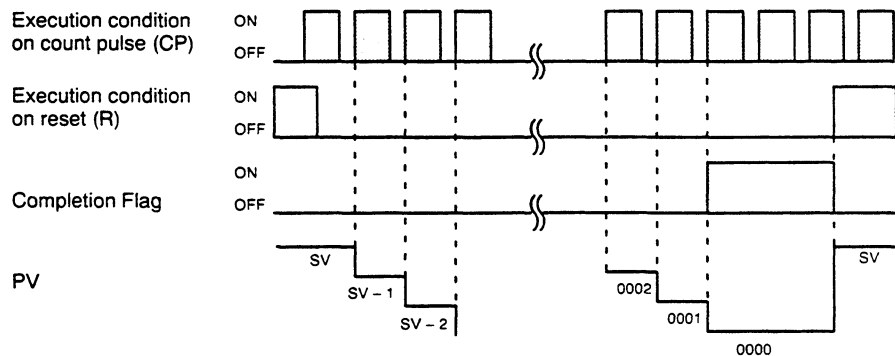 Execution condition
on count pulse (CP)
ON
OFF
Execution condition
on reset (R)
ON
OFF
Completion Flag
ON
OFF
PV
SV
SV – 1
SV – 2
0002
0001
0000
SV